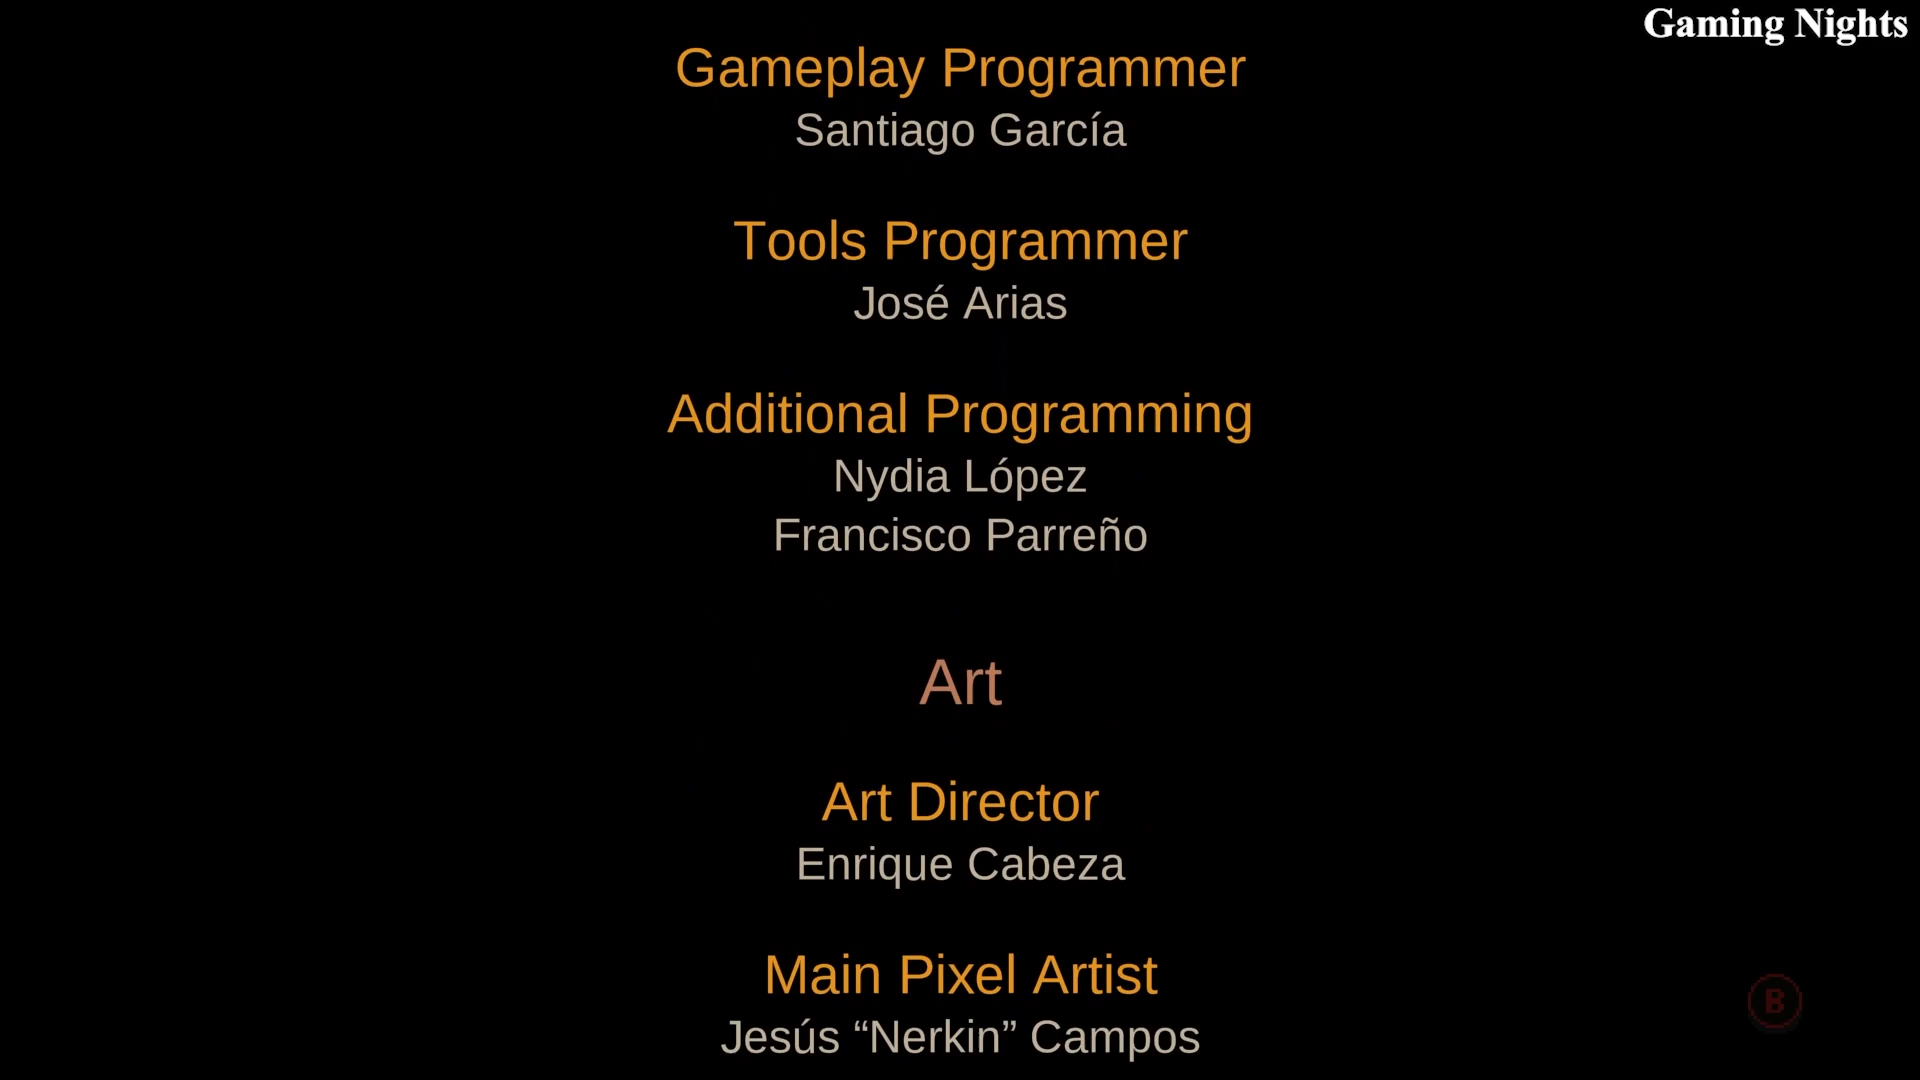 Gaming Nights
Gameplay Programmer
Santiago García
Tools Programmer
José Arias
Additional Programming
Nydia López
Francisco Parreño
Art
Art Director
Enrique Cabeza
Main Pixel Artist
Jesús “Nerkin” Campos
B